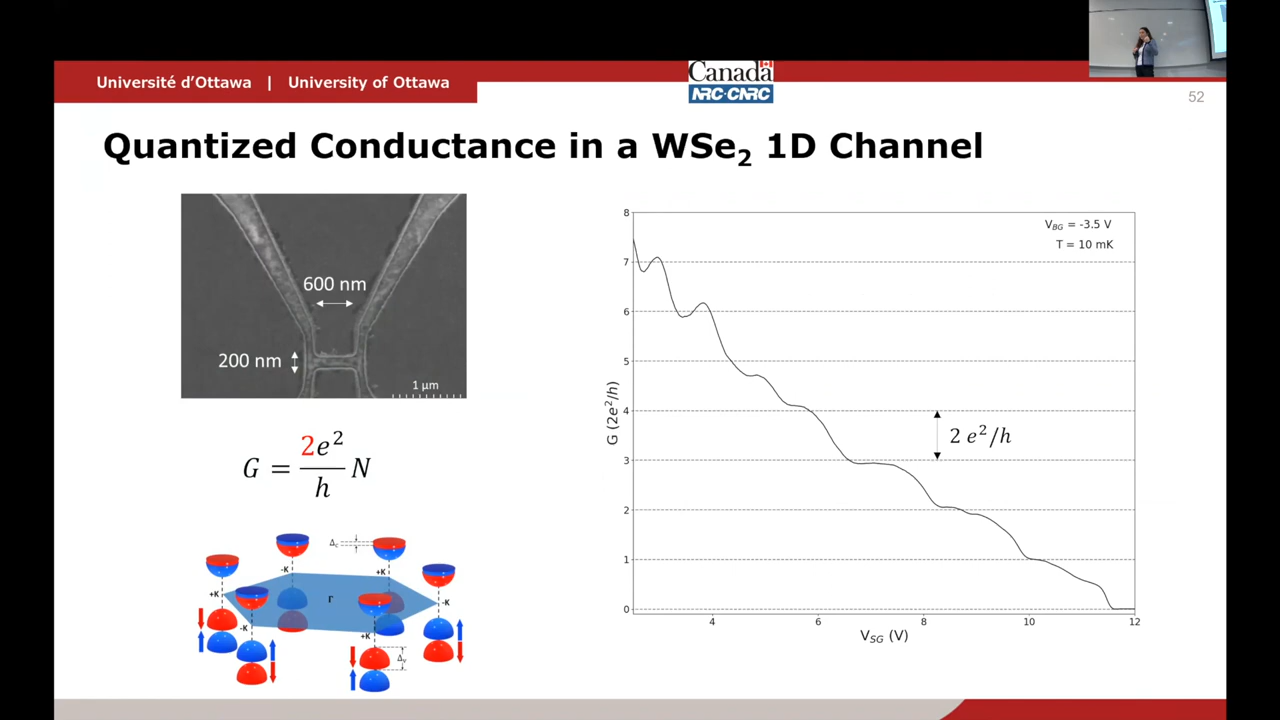 Université d'Ottawa | University of Ottawa
Canada
NRC·CNRC
52
Quantized Conductance in a WSe₂ 1D Channel
600 nm
200 nm
1 μm
G = 2e²/h N
Δc
-K
+K
+K
-K
Γ
-K
+K
Δv
V_BG = -3.5 V
T = 10 mK
G (2e²/h)
8
7
6
5
4
3
2
1
0
2 e²/h
4
6
8
10
12
V_SG (V)